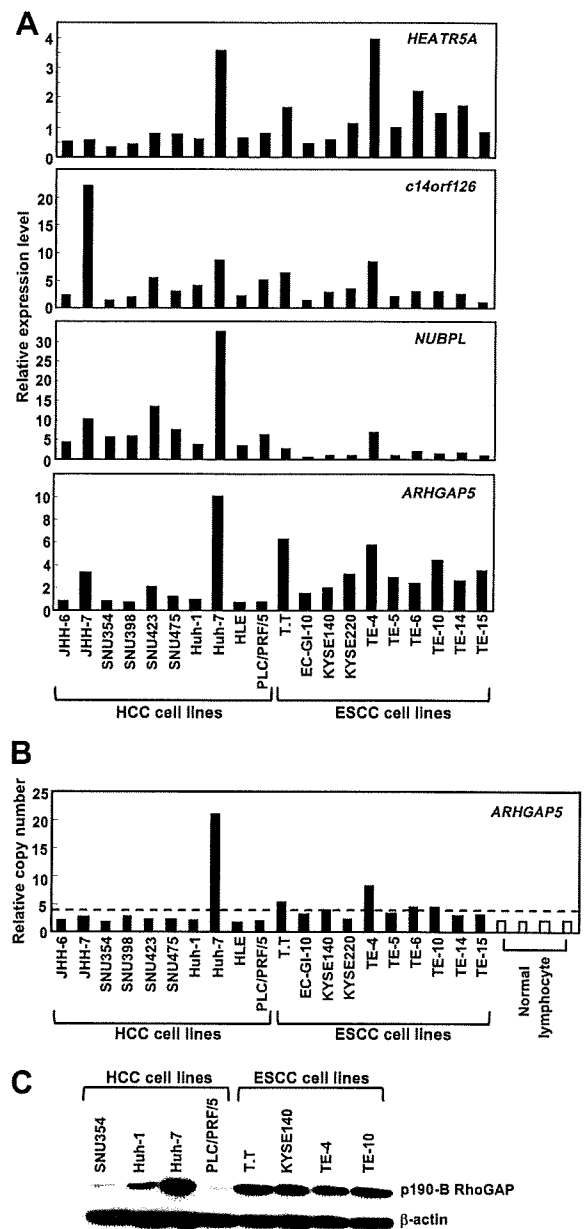 A
Relative expression level
HEATR5A
4
3
2
1
0
c14orf126
20
15
10
5
0
NUBPL
30
25
20
15
10
5
0
ARHGAP5
10
8
6
4
2
0
JHH-6
JHH-7
SNU354
SNU398
SNU423
SNU475
Huh-1
Huh-7
HLE
PLC/PRF/5
T.T
EC-GI-10
KYSE140
KYSE220
TE-4
TE-5
TE-6
TE-10
TE-14
TE-15
HCC cell lines
ESCC cell lines
B
Relative copy number
ARHGAP5
25
20
15
10
5
0
JHH-6
JHH-7
SNU354
SNU398
SNU423
SNU475
Huh-1
Huh-7
HLE
PLC/PRF/5
T.T
EC-GI-10
KYSE140
KYSE220
TE-4
TE-5
TE-6
TE-10
TE-14
TE-15
Normal
lymphocyte
HCC cell lines
ESCC cell lines
C
HCC cell lines
ESCC cell lines
SNU354
Huh-1
Huh-7
PLC/PRF/5
T.T
KYSE140
TE-4
TE-10
p190-B RhoGAP
β-actin